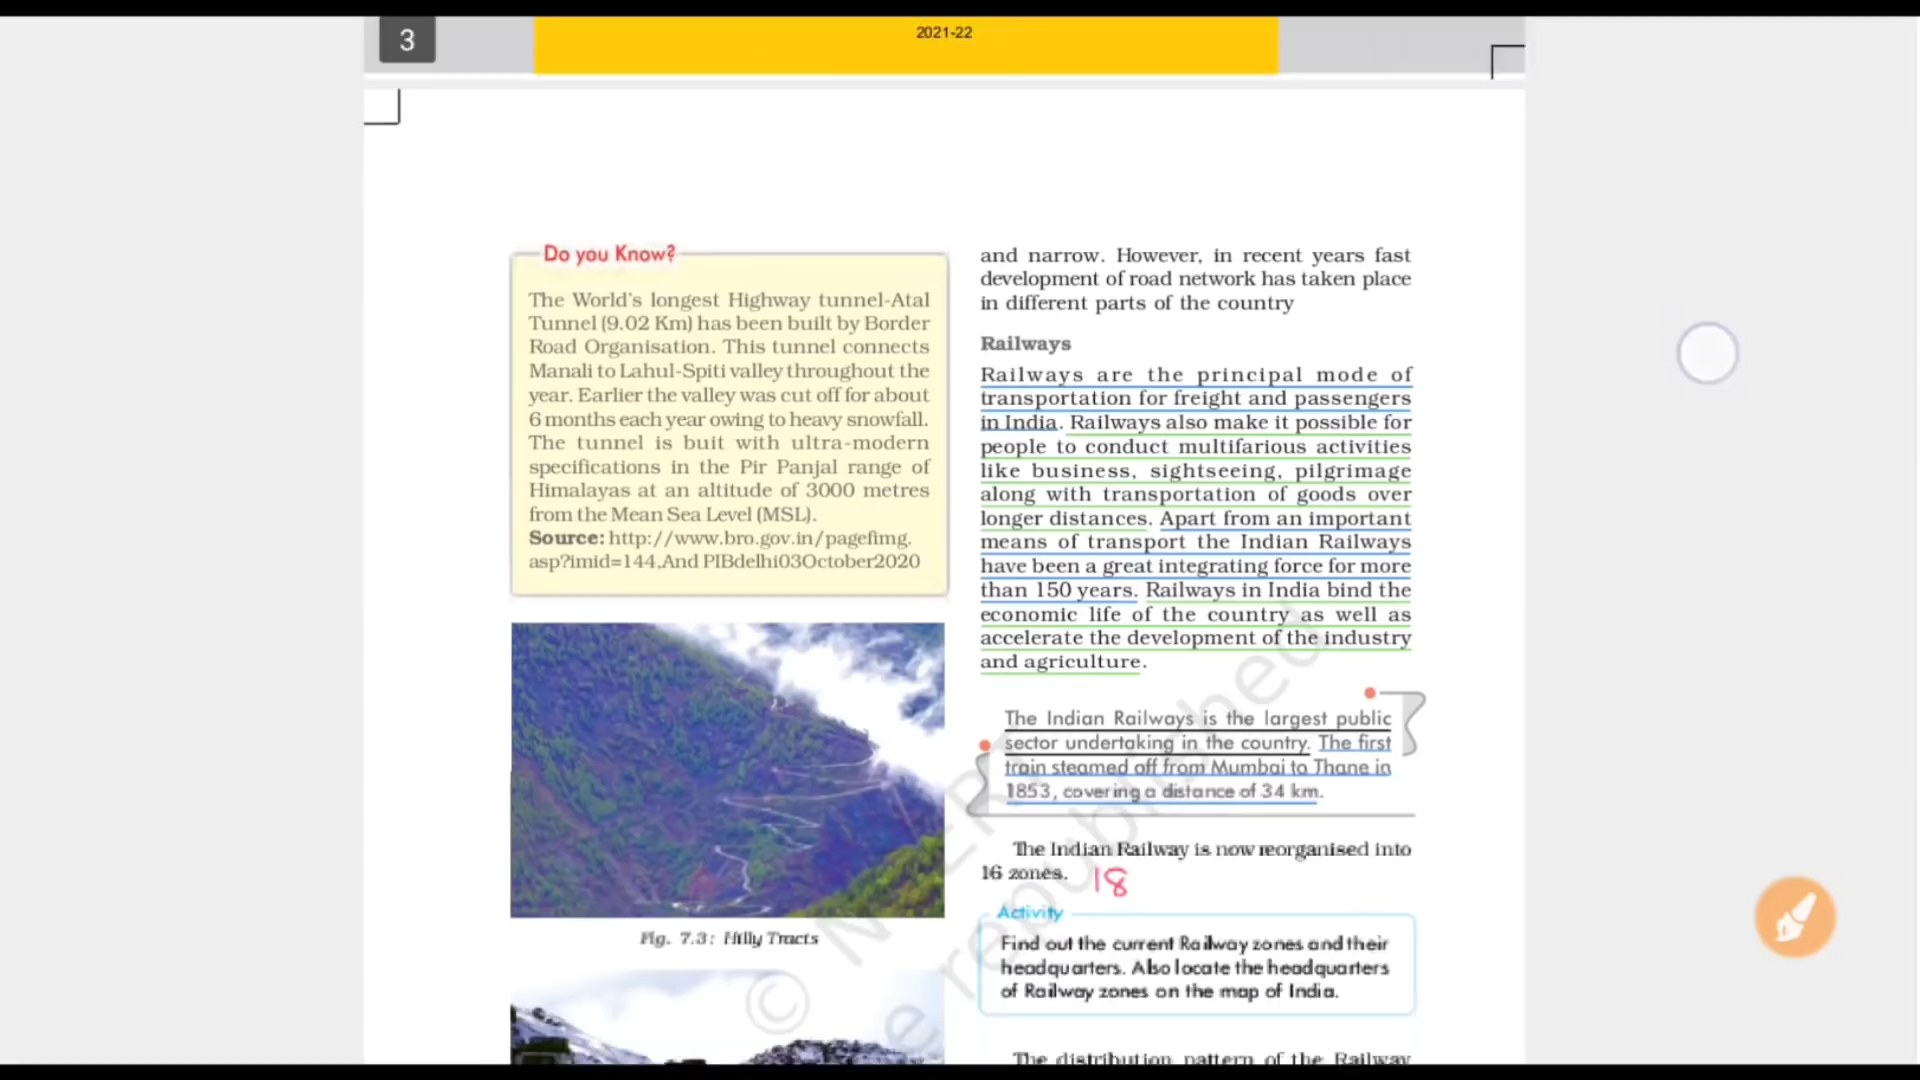 3
2021-22
Do you Know?
The World's longest Highway tunnel-Atal
Tunnel (9.02 Km) has been built by Border
Road Organisation. This tunnel connects
Manali to Lahul-Spiti valley throughout the
year. Earlier the valley was cut off for about
6 months each year owing to heavy snowfall.
The tunnel is buit with ultra-modern
specifications in the Pir Panjal range of
Himalayas at an altitude of 3000 metres
from the Mean Sea Level (MSL).
Source: http://www.bro.gov.in/pagefimg.
asp?imid=144,And PIBdelhi03October2020
Fig. 7.3: Hilly Tracts
and narrow. However, in recent years fast
development of road network has taken place
in different parts of the country
Railways
Railways are the principal mode of
transportation for freight and passengers
in India. Railways also make it possible for
people to conduct multifarious activities
like business, sightseeing, pilgrimage
along with transportation of goods over
longer distances. Apart from an important
means of transport the Indian Railways
have been a great integrating force for more
than 150 years. Railways in India bind the
economic life of the country as well as
accelerate the development of the industry
and agriculture.
The Indian Railways is the largest public
sector undertaking in the country. The first
train steamed off from Mumbai to Thane in
1853, covering a distance of 34 km.
The Indian Railway is now reorganised into
16 zones. 18
Activity
Find out the current Railway zones and their
headquarters. Also locate the headquarters
of Railway zones on the map of India.
The distribution pattern of the Railway
republished